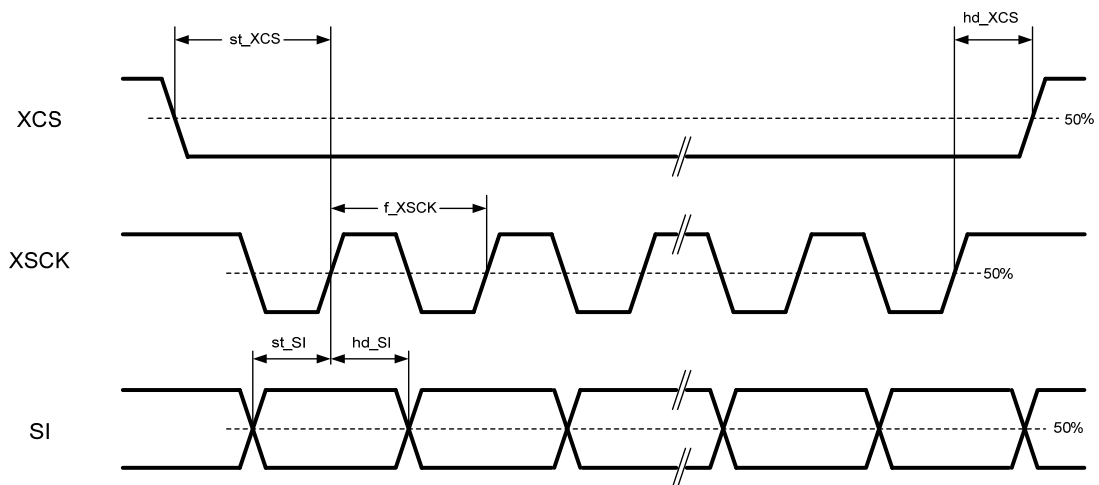 st_XCS
hd_XCS
XCS
50%
f_XSCK
XSCK
50%
st_SI
hd_SI
SI
50%